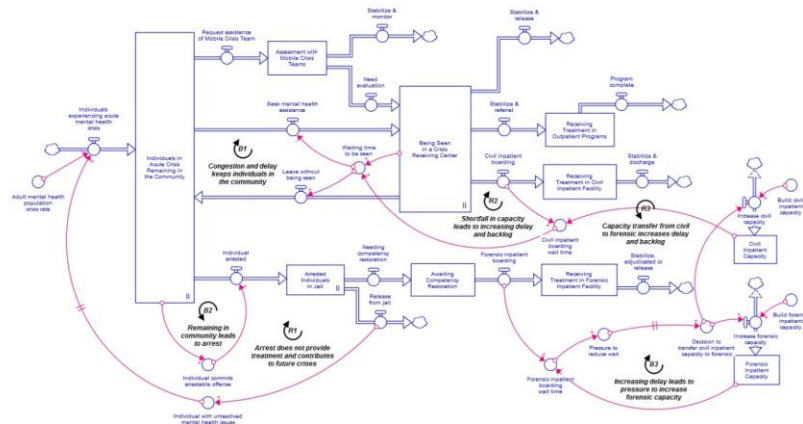 Stabilize &
monitor
Stabilize &
release
Request assistance
of Mobile Crisis Team
Assessment with
Mobile Crisis
Teams
Need
evaluation
Program
complete
Individuals
experiencing acute
mental health
crisis
Seek mental health
assistance
Stabilize
& referral
Receiving
Treatment in
Outpatient Programs
Being Seen
in a Crisis
Receiving Center
Waiting time
to be seen
B1
Congestion and delay
keeps individuals in
the community
Individuals in
Acute Crisis
Remaining in
the Community
Adult mental health
population
crisis rate
Leave without
being seen
Civil inpatient
boarding
Receiving
Treatment in Civil
Inpatient Facility
Stabilize &
discharge
R2
Shortfall in capacity
leads to increasing delay
and backlog
R3
Capacity transfer from civil
to forensic increases delay
and backlog
Civil inpatient
boarding
wait time
Build civil
inpatient
capacity
Increase civil
capacity
Civil
Inpatient
Capacity
Individual
arrested
Arrested
Individuals
in Jail
Needing
competency
restoration
Awaiting
Competency
Restoration
Forensic inpatient
boarding
Receiving
Treatment in Forensic
Inpatient Facility
Stabilize,
adjudicated or
release
Release
from jail
B2
Remaining in
community leads
to arrest
R1
Arrest does not provide
treatment and contributes
to future crises
Individual commits
arrestable offense
Individual with unresolved
mental health issues
Pressure to
reduce wait
Decision to
transfer civil inpatient
capacity to forensic
Increase forensic
capacity
Build forensic
inpatient
capacity
Forensic
Inpatient
Capacity
Forensic inpatient
boarding
wait time
B3
Increasing delay leads to
pressure to increase
forensic capacity